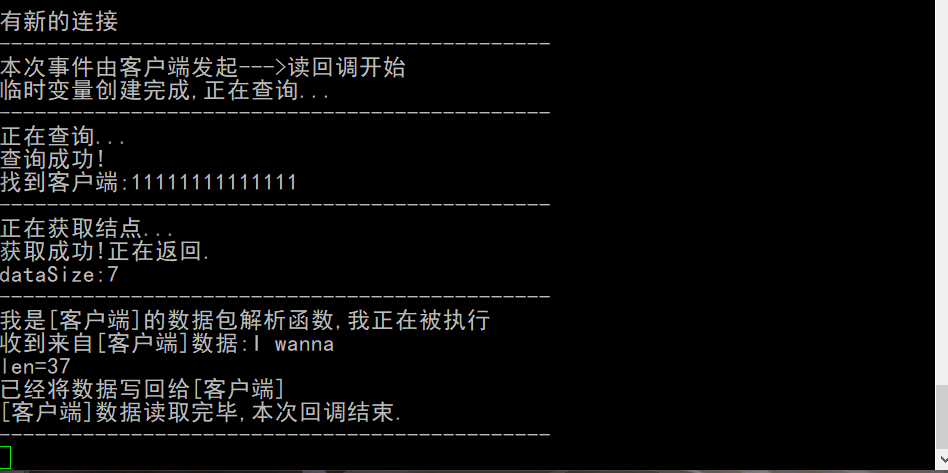 有新的连接
----------------------------------------------
本次事件由客户端发起--->读回调开始
临时变量创建完成,正在查询...
----------------------------------------------
正在查询...
查询成功!
找到客户端:11111111111111
----------------------------------------------
正在获取结点...
获取成功!正在返回.
dataSize:7
----------------------------------------------
我是[客户端]的数据包解析函数,我正在被执行
收到来自[客户端]数据:I wanna
len=37
已经将数据写回给[客户端]
[客户端]数据读取完毕,本次回调结束.
----------------------------------------------